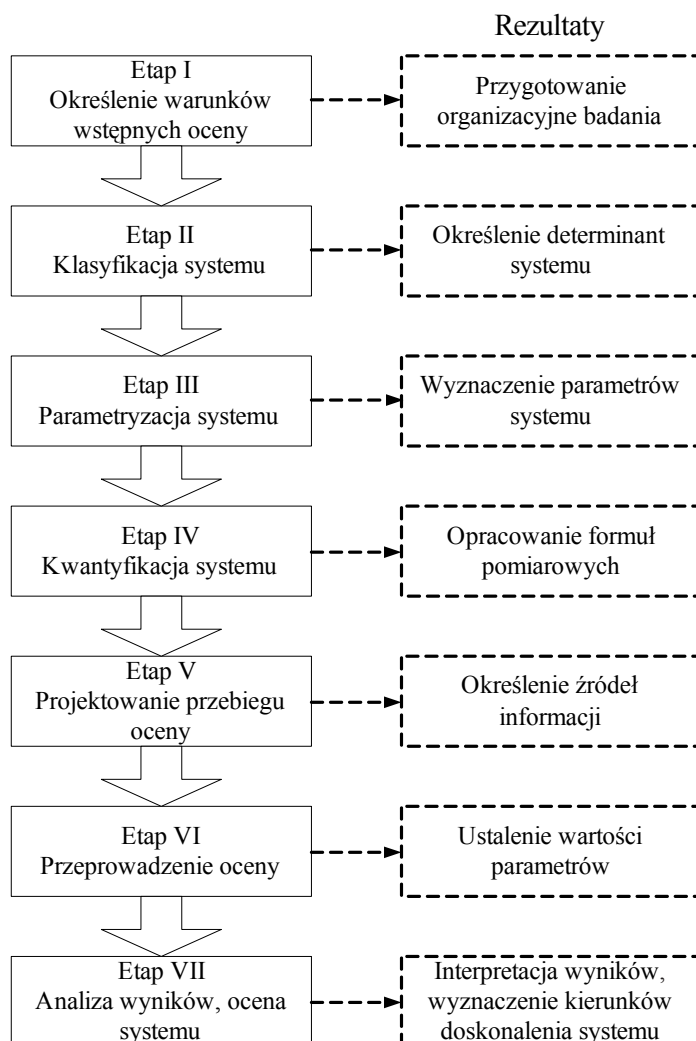 Rezultaty
Etap I
Określenie warunków
wstępnych oceny
Przygotowanie
organizacyjne badania
Etap II
Klasyfikacja systemu
Określenie determinant
systemu
Etap III
Parametryzacja systemu
Wyznaczenie parametrów
systemu
Etap IV
Kwantyfikacja systemu
Opracowanie formuł
pomiarowych
Etap V
Projektowanie przebiegu
oceny
Określenie źródeł
informacji
Etap VI
Przeprowadzenie oceny
Ustalenie wartości
parametrów
Etap VII
Analiza wyników, ocena
systemu
Interpretacja wyników,
wyznaczenie kierunków
doskonalenia systemu